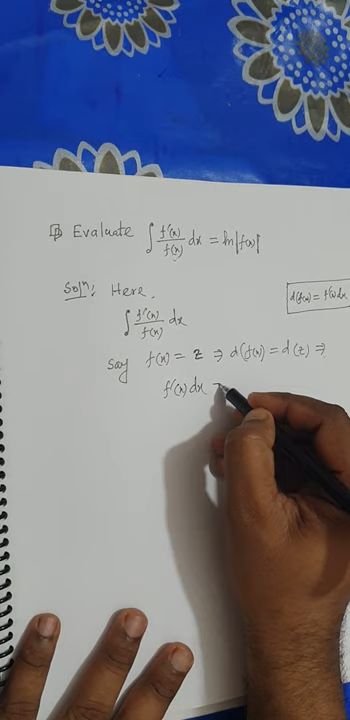 Evaluate ∫ f'(x)/f(x) dx = ln|f(x)|
Solⁿ: Here,
d(f(x)) = f'(x) dx
∫ f'(x)/f(x) dx
say f(x) = z ⇒ d(f(x)) = d(z) ⇒
f'(x) dx